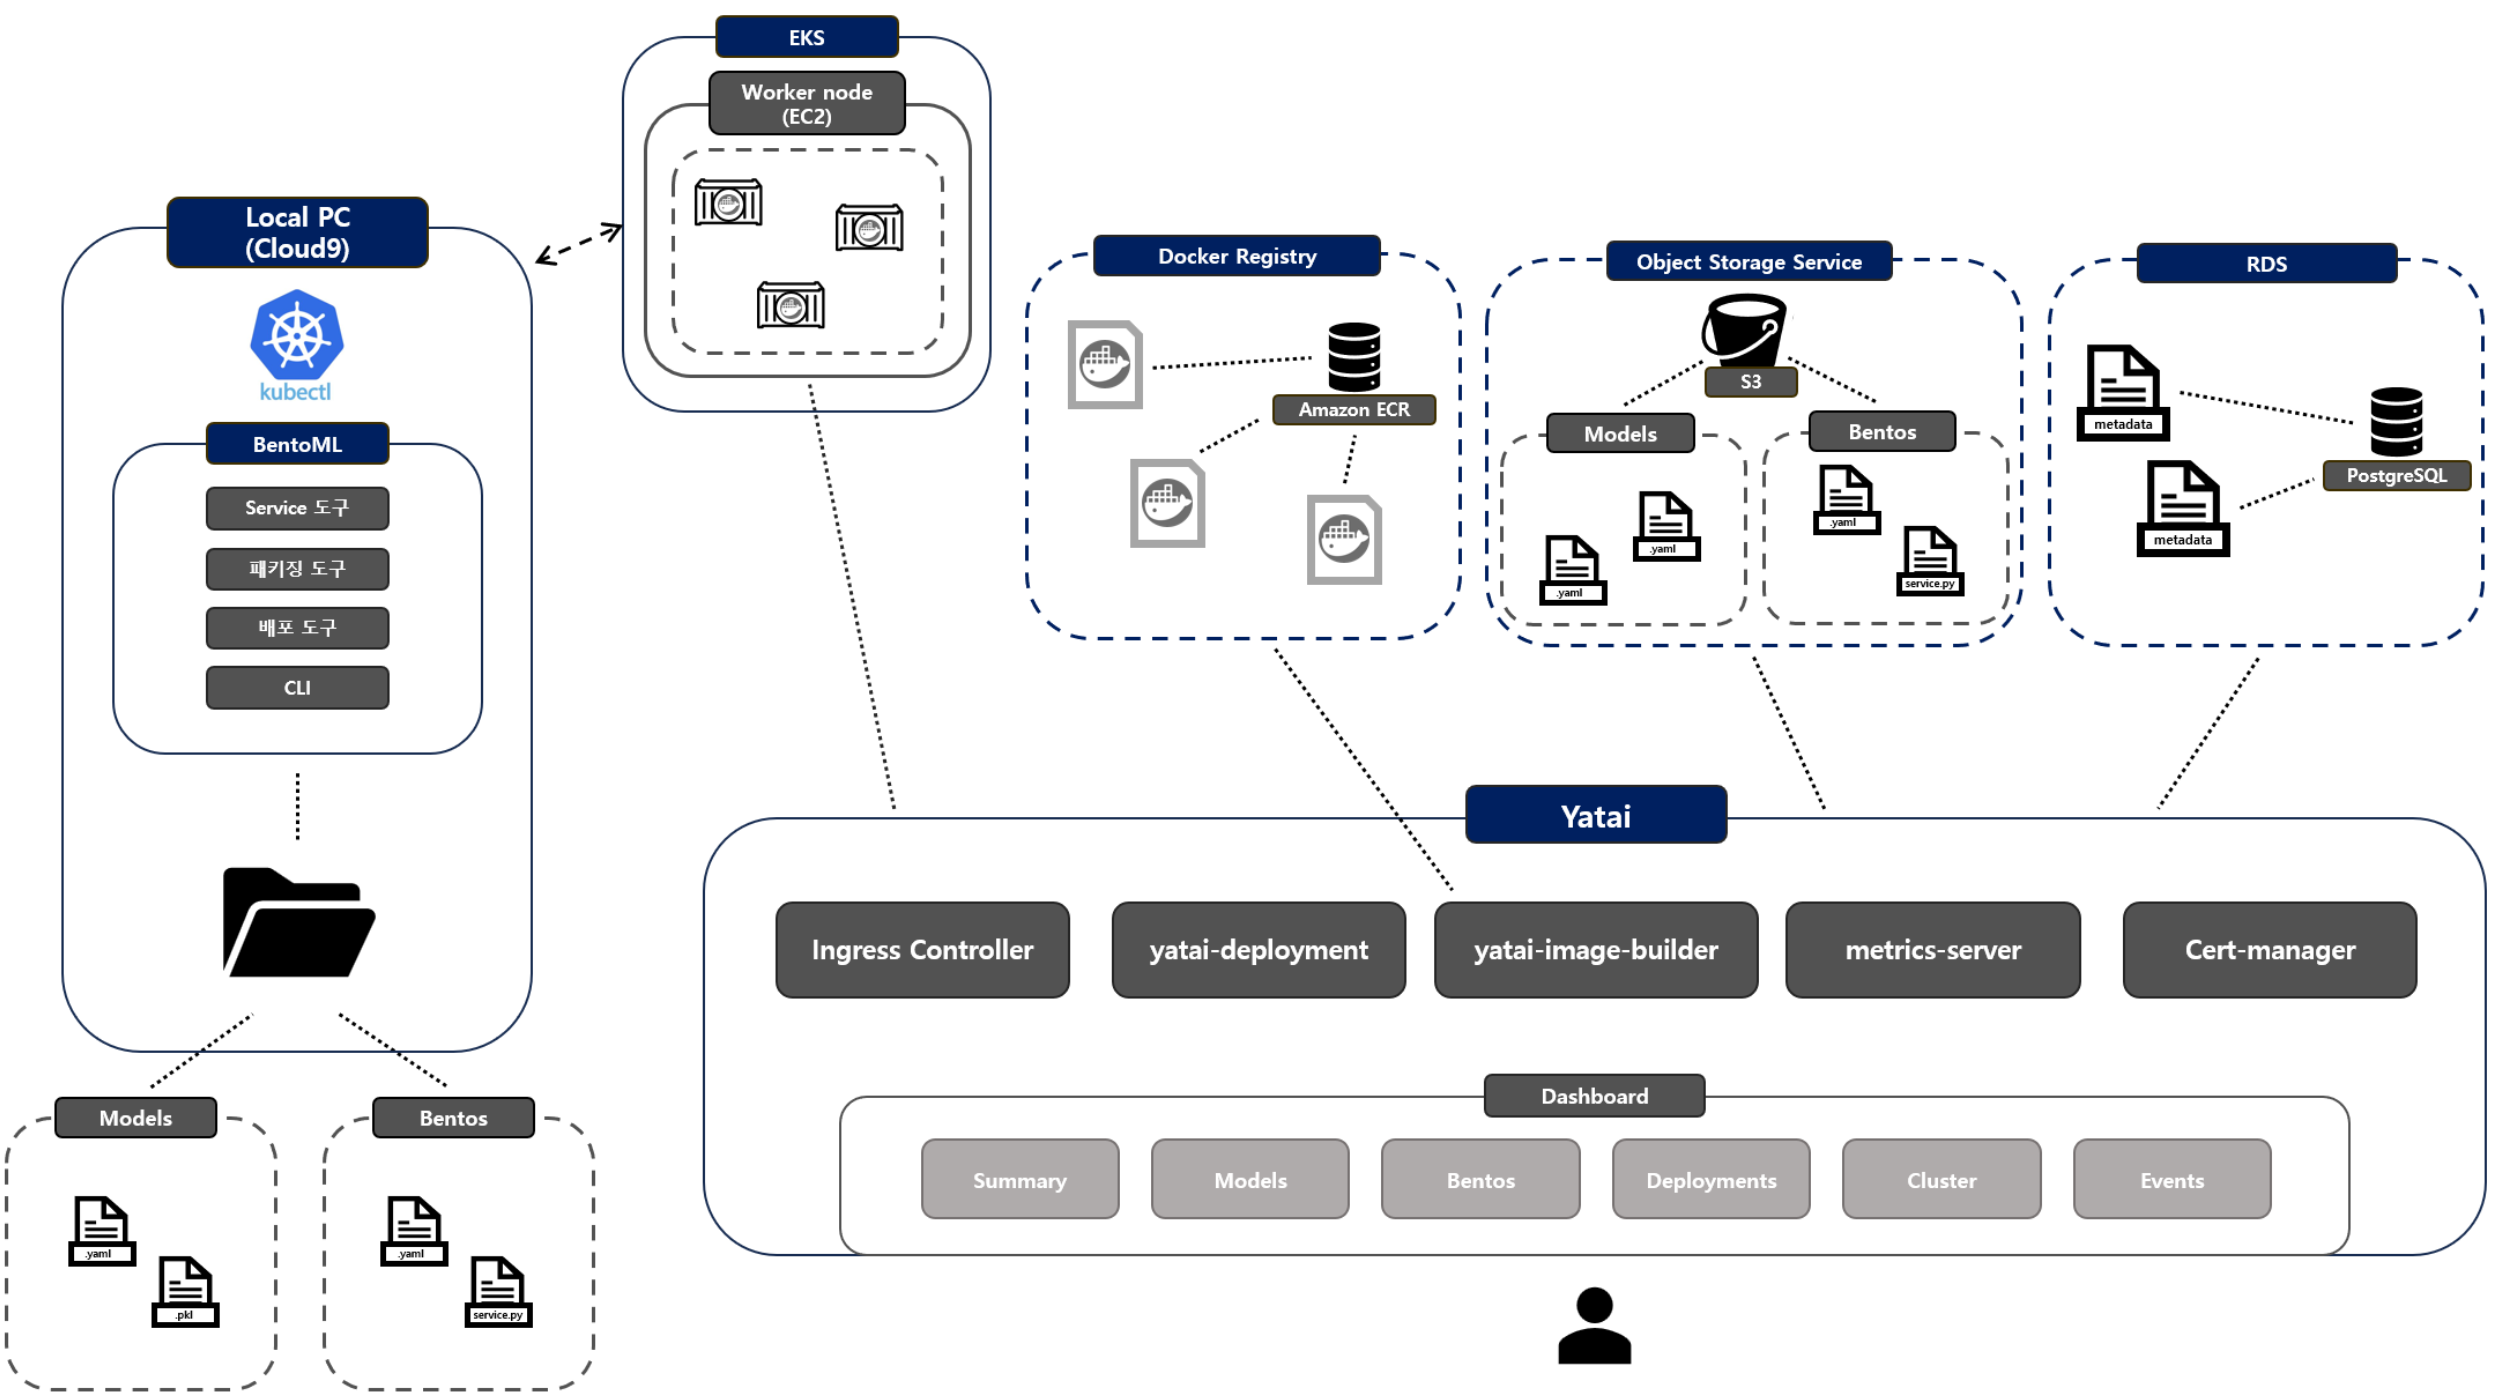 EKS
Worker node
(EC2)
Local PC
(Cloud9)
kubectl
BentoML
Service 도구
패키징 도구
배포 도구
CLI
Models
.yaml
.pkl
Bentos
.yaml
service.py
Docker Registry
Amazon ECR
Object Storage Service
S3
Models
.yaml
.yaml
Bentos
.yaml
service.py
RDS
metadata
metadata
PostgreSQL
Yatai
Ingress Controller
yatai-deployment
yatai-image-builder
metrics-server
Cert-manager
Dashboard
Summary
Models
Bentos
Deployments
Cluster
Events